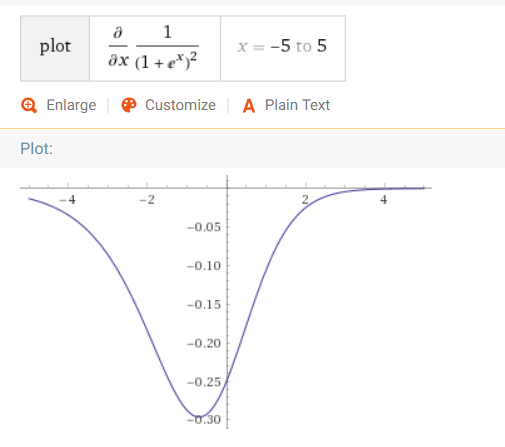 plot ∂/∂x 1/(1 + eˣ)² x = −5 to 5
Enlarge Customize A Plain Text
Plot:
−4 −2 2 4
−0.05
−0.10
−0.15
−0.20
−0.25
−0.30